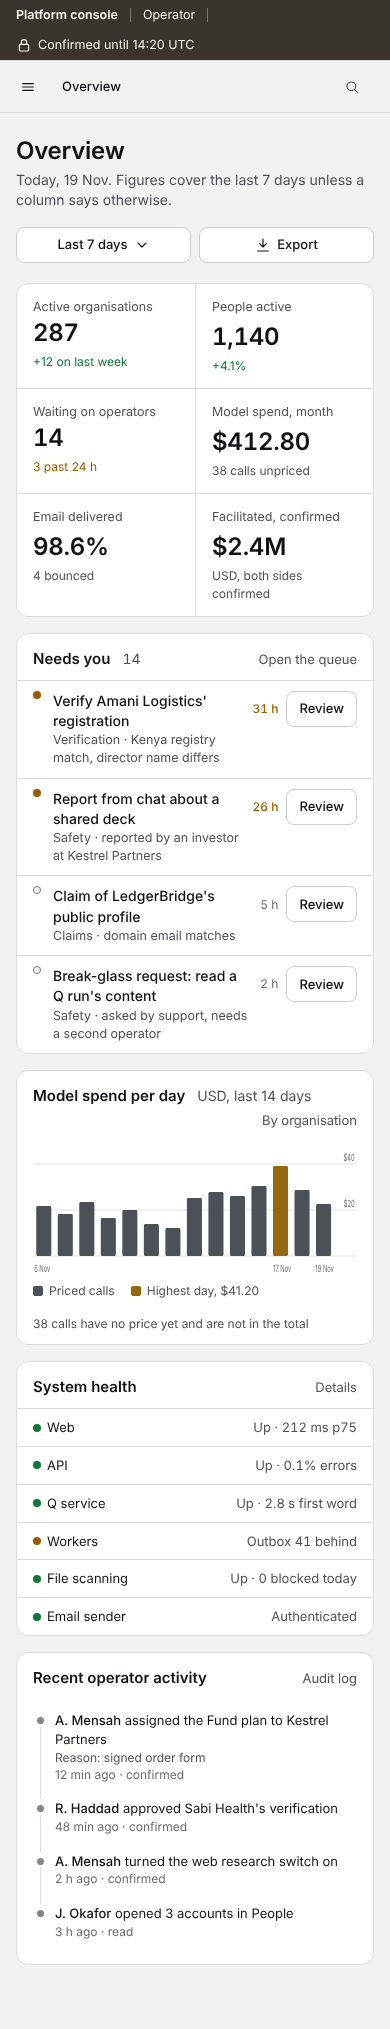 Platform console
Operator
Confirmed until 14:20 UTC
Overview
Overview
Today, 19 Nov. Figures cover the last 7 days unless a
column says otherwise.
Last 7 days
Export
Active organisations
287
+12 on last week
People active
1,140
+4.1%
Waiting on operators
14
3 past 24 h
Model spend, month
$412.80
38 calls unpriced
Email delivered
98.6%
4 bounced
Facilitated, confirmed
$2.4M
USD, both sides
confirmed
Needs you 14
Open the queue
Verify Amani Logistics'
registration
Verification · Kenya registry
match, director name differs
31 h
Review
Report from chat about a
shared deck
Safety · reported by an investor
at Kestrel Partners
26 h
Review
Claim of LedgerBridge's
public profile
Claims · domain email matches
5 h
Review
Break-glass request: read a
Q run's content
Safety · asked by support, needs
a second operator
2 h
Review
Model spend per day USD, last 14 days
By organisation
$40
$20
6 Nov
17 Nov
19 Nov
Priced calls
Highest day, $41.20
38 calls have no price yet and are not in the total
System health
Details
Web
Up · 212 ms p75
API
Up · 0.1% errors
Q service
Up · 2.8 s first word
Workers
Outbox 41 behind
File scanning
Up · 0 blocked today
Email sender
Authenticated
Recent operator activity
Audit log
A. Mensah assigned the Fund plan to Kestrel
Partners
Reason: signed order form
12 min ago · confirmed
R. Haddad approved Sabi Health's verification
48 min ago · confirmed
A. Mensah turned the web research switch on
2 h ago · confirmed
J. Okafor opened 3 accounts in People
3 h ago · read